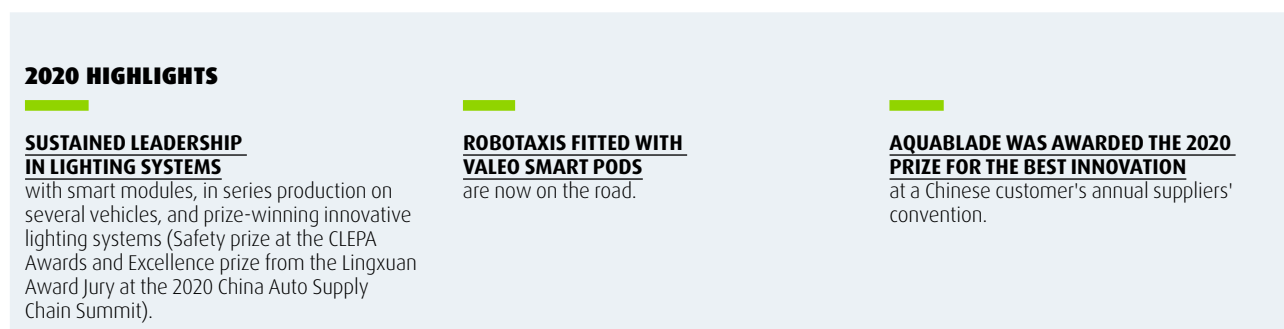 2020 HIGHLIGHTS
SUSTAINED LEADERSHIP
IN LIGHTING SYSTEMS
with smart modules, in series production on
several vehicles, and prize-winning innovative
lighting systems (Safety prize at the CLEPA
Awards and Excellence prize from the Lingxuan
Award Jury at the 2020 China Auto Supply
Chain Summit).
ROBOTAXIS FITTED WITH
VALEO SMART PODS
are now on the road.
AQUABLADE WAS AWARDED THE 2020
PRIZE FOR THE BEST INNOVATION
at a Chinese customer's annual suppliers'
convention.